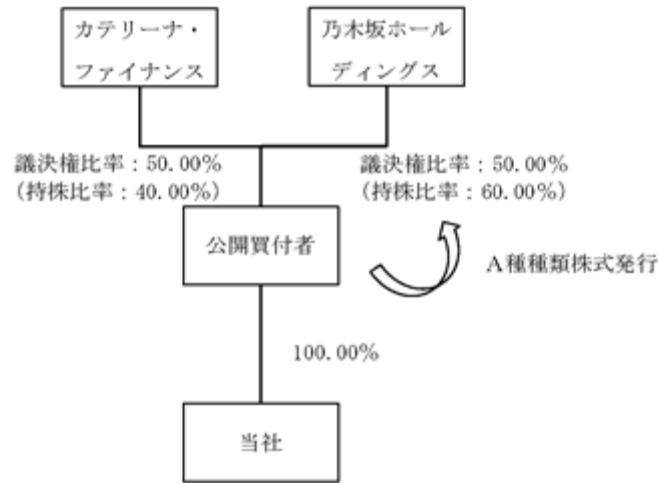 カテリーナ・
ファイナンス
乃木坂ホール
ディングス
議決権比率：50.00%
(持株比率：40.00%)
議決権比率：50.00%
(持株比率：60.00%)
公開買付者
A種種類株式発行
100.00%
当社